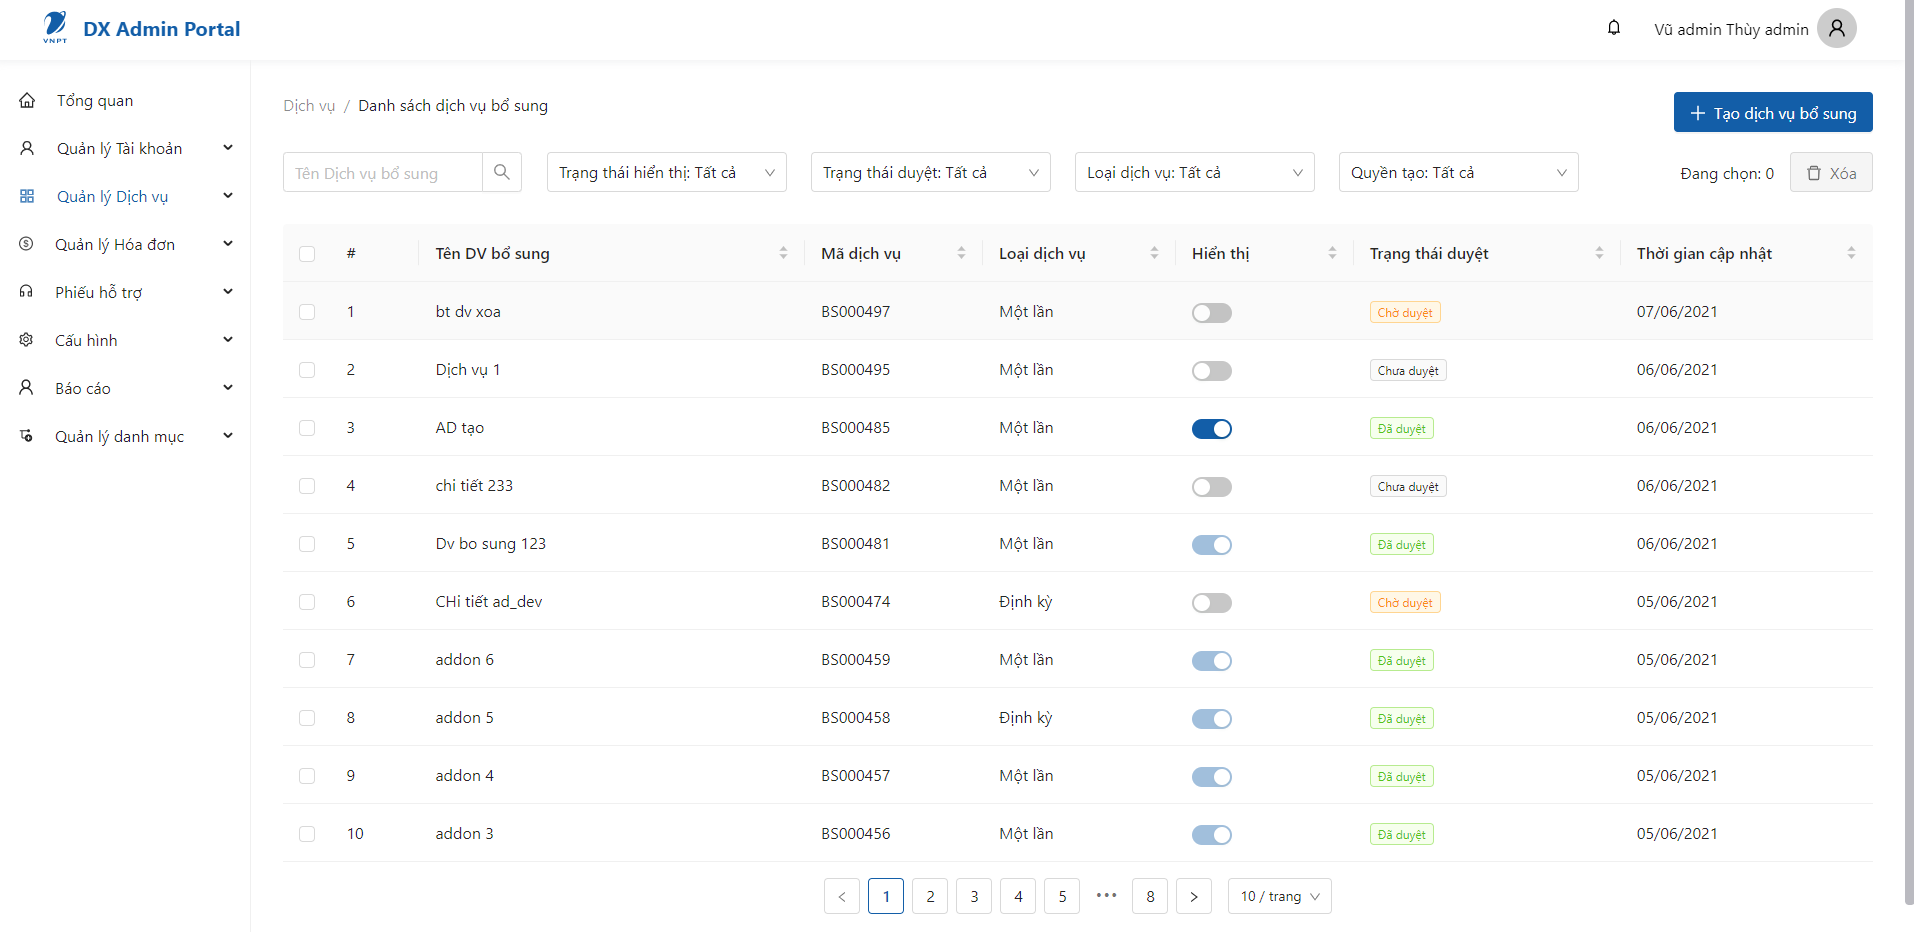 VNPT
DX Admin Portal
Vũ admin Thùy admin
Tổng quan
Quản lý Tài khoản
Quản lý Dịch vụ
Quản lý Hóa đơn
Phiếu hỗ trợ
Cấu hình
Báo cáo
Quản lý danh mục
Dịch vụ / Danh sách dịch vụ bổ sung
+ Tạo dịch vụ bổ sung
Tên Dịch vụ bổ sung
Trạng thái hiển thị: Tất cả
Trạng thái duyệt: Tất cả
Loại dịch vụ: Tất cả
Quyền tạo: Tất cả
Đang chọn: 0
Xóa
# Tên DV bổ sung Mã dịch vụ Loại dịch vụ Hiển thị Trạng thái duyệt Thời gian cập nhật
1 bt dv xoa BS000497 Một lần Chờ duyệt 07/06/2021
2 Dịch vụ 1 BS000495 Một lần Chưa duyệt 06/06/2021
3 AD tạo BS000485 Một lần Đã duyệt 06/06/2021
4 chi tiết 233 BS000482 Một lần Chưa duyệt 06/06/2021
5 Dv bo sung 123 BS000481 Một lần Đã duyệt 06/06/2021
6 CHi tiết ad_dev BS000474 Định kỳ Chờ duyệt 05/06/2021
7 addon 6 BS000459 Một lần Đã duyệt 05/06/2021
8 addon 5 BS000458 Định kỳ Đã duyệt 05/06/2021
9 addon 4 BS000457 Một lần Đã duyệt 05/06/2021
10 addon 3 BS000456 Một lần Đã duyệt 05/06/2021
< 1 2 3 4 5 ••• 8 > 10 / trang